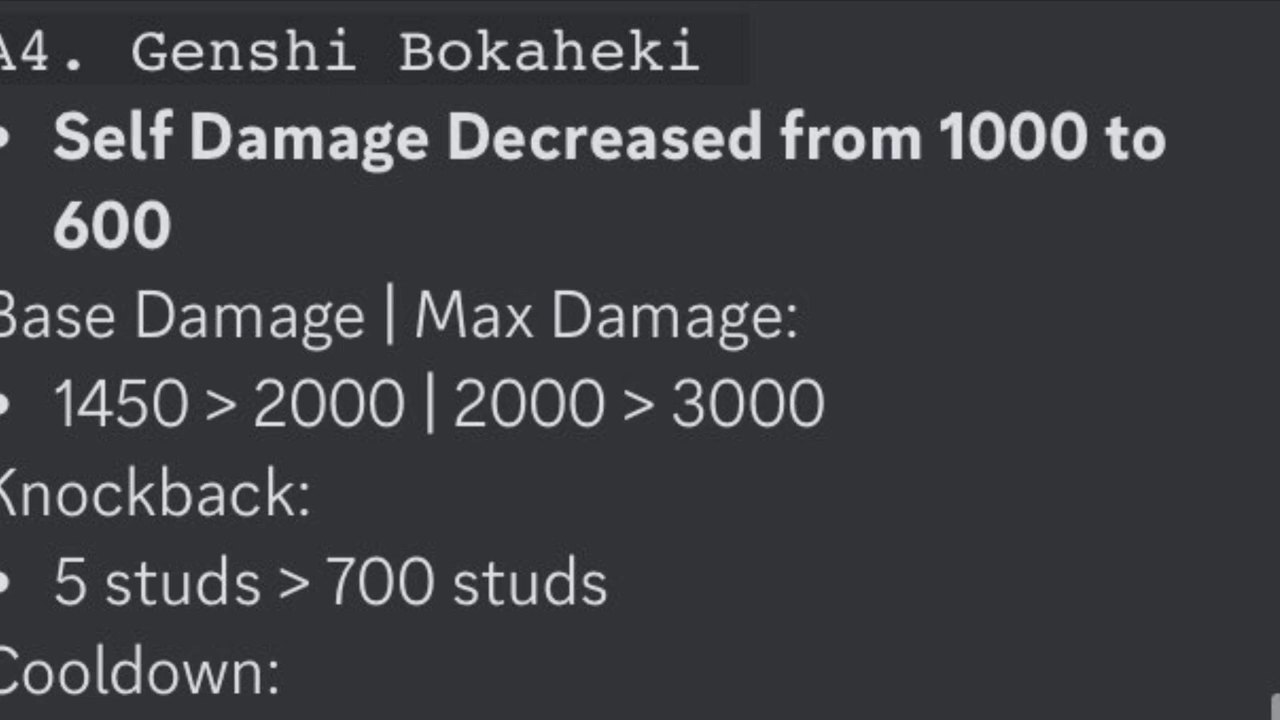 A4. Genshi Bokaheki
• Self Damage Decreased from 1000 to
600
Base Damage | Max Damage:
• 1450 > 2000 | 2000 > 3000
Knockback:
• 5 studs > 700 studs
Cooldown: